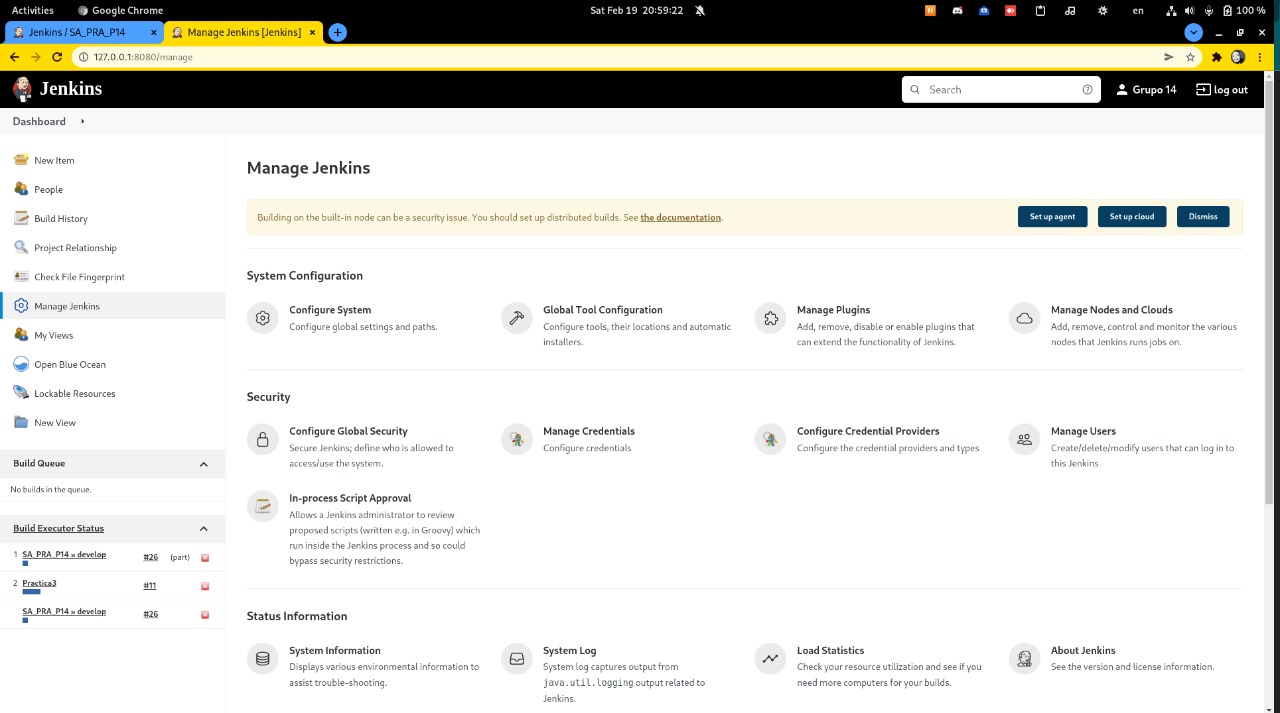 Activities
Google Chrome
Sat Feb 19 20:59:22
en
100 %
Jenkins / SA_PRA_P14
Manage Jenkins [Jenkins]
127.0.0.1:8080/manage
Jenkins
Search
Grupo 14
log out
Dashboard
New Item
People
Build History
Project Relationship
Check File Fingerprint
Manage Jenkins
My Views
Open Blue Ocean
Lockable Resources
New View
Build Queue
No builds in the queue.
Build Executor Status
1 SA_PRA_P14 » develop #26 (part)
2 Practica3 #11
SA_PRA_P14 » develop #26
Manage Jenkins
Building on the built-in node can be a security issue. You should set up distributed builds. See the documentation.
Set up agent
Set up cloud
Dismiss
System Configuration
Configure System
Configure global settings and paths.
Global Tool Configuration
Configure tools, their locations and automatic
installers.
Manage Plugins
Add, remove, disable or enable plugins that
can extend the functionality of Jenkins.
Manage Nodes and Clouds
Add, remove, control and monitor the various
nodes that Jenkins runs jobs on.
Security
Configure Global Security
Secure Jenkins; define who is allowed to
access/use the system.
Manage Credentials
Configure credentials
Configure Credential Providers
Configure the credential providers and types
Manage Users
Create/delete/modify users that can log in to
this Jenkins
In-process Script Approval
Allows a Jenkins administrator to review
proposed scripts (written e.g. in Groovy) which
run inside the Jenkins process and so could
bypass security restrictions.
Status Information
System Information
Displays various environmental information to
assist trouble-shooting.
System Log
System log captures output from
java.util.logging output related to
Jenkins.
Load Statistics
Check your resource utilization and see if you
need more computers for your builds.
About Jenkins
See the version and license information.